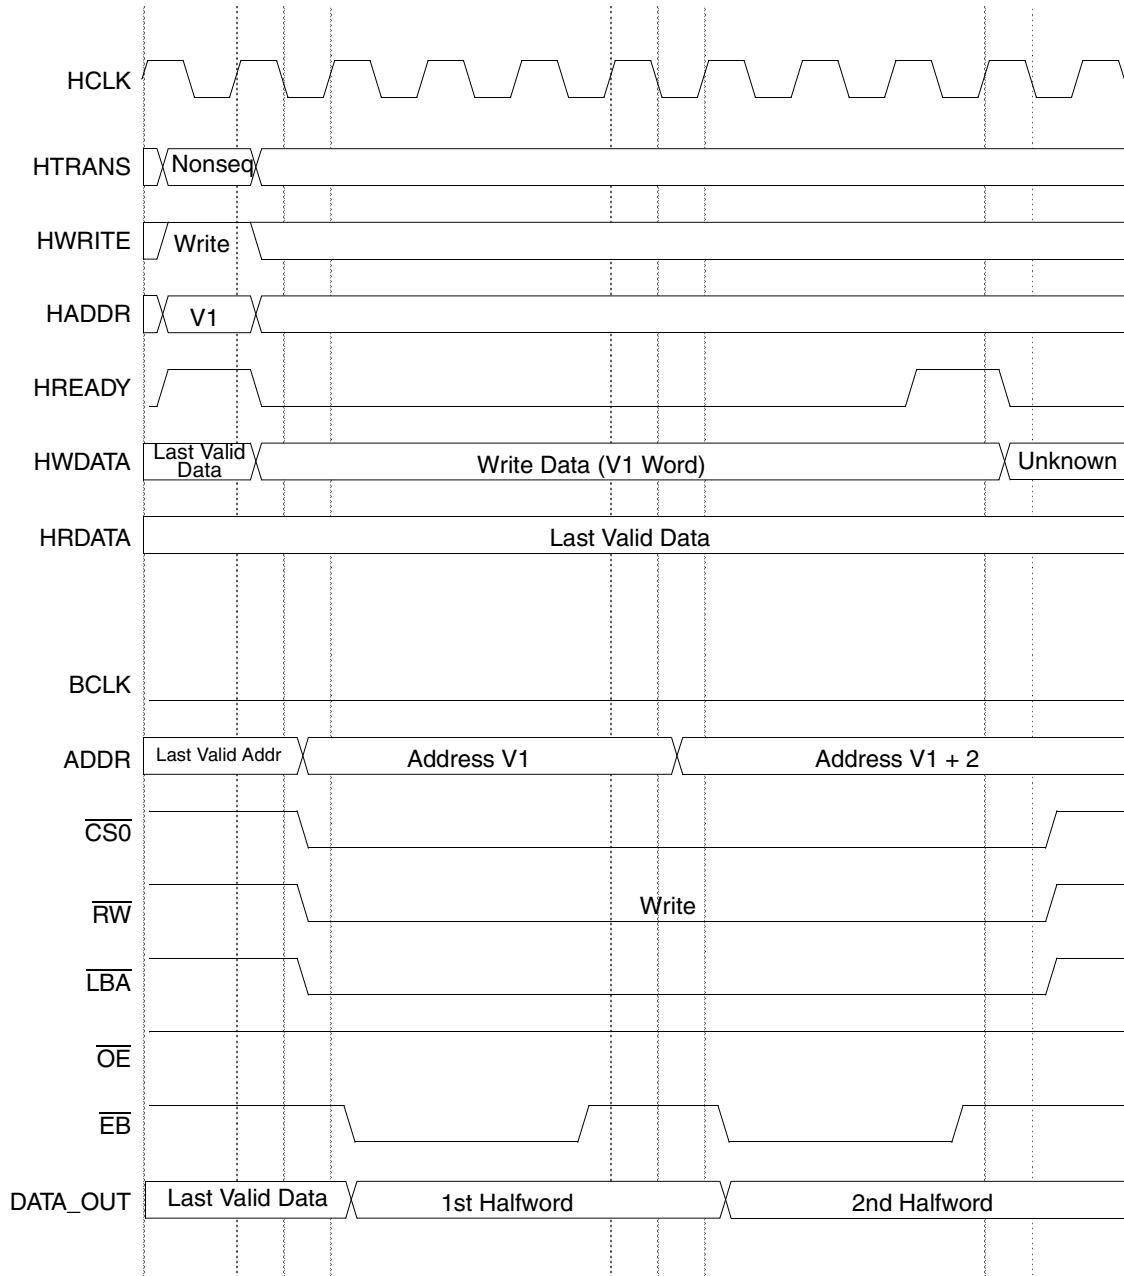 HCLK
HTRANS Nonseq
HWRITE Write
HADDR V1
HREADY
HWDATA Last Valid Data Write Data (V1 Word) Unknown
HRDATA Last Valid Data
BCLK
ADDR Last Valid Addr Address V1 Address V1 + 2
CS0
RW Write
LBA
OE
EB
DATA_OUT Last Valid Data 1st Halfword 2nd Halfword